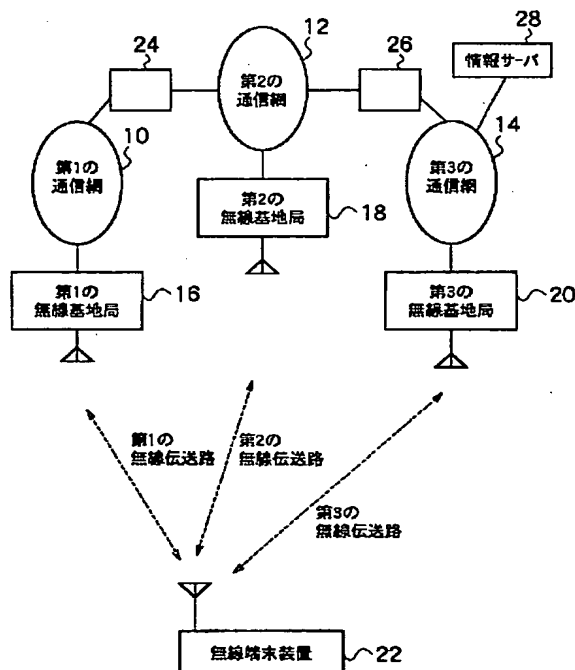 12
28
24
26
情報サーバ
第2の
通信網
10
14
第1の
通信網
第3の
通信網
第2の
無線基地局
18
第1の
無線基地局
16
第3の
無線基地局
20
第1の
無線伝送路
第2の
無線伝送路
第3の
無線伝送路
無線端末装置
22